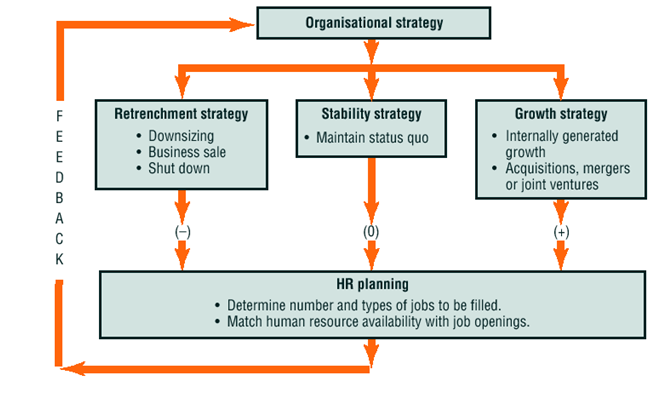 Organisational strategy
Retrenchment strategy
• Downsizing
• Business sale
• Shut down
Stability strategy
• Maintain status quo
Growth strategy
• Internally generated
growth
• Acquisitions, mergers
or joint ventures
FEEDBACK
(–)
(0)
(+)
HR planning
• Determine number and types of jobs to be filled.
• Match human resource availability with job openings.